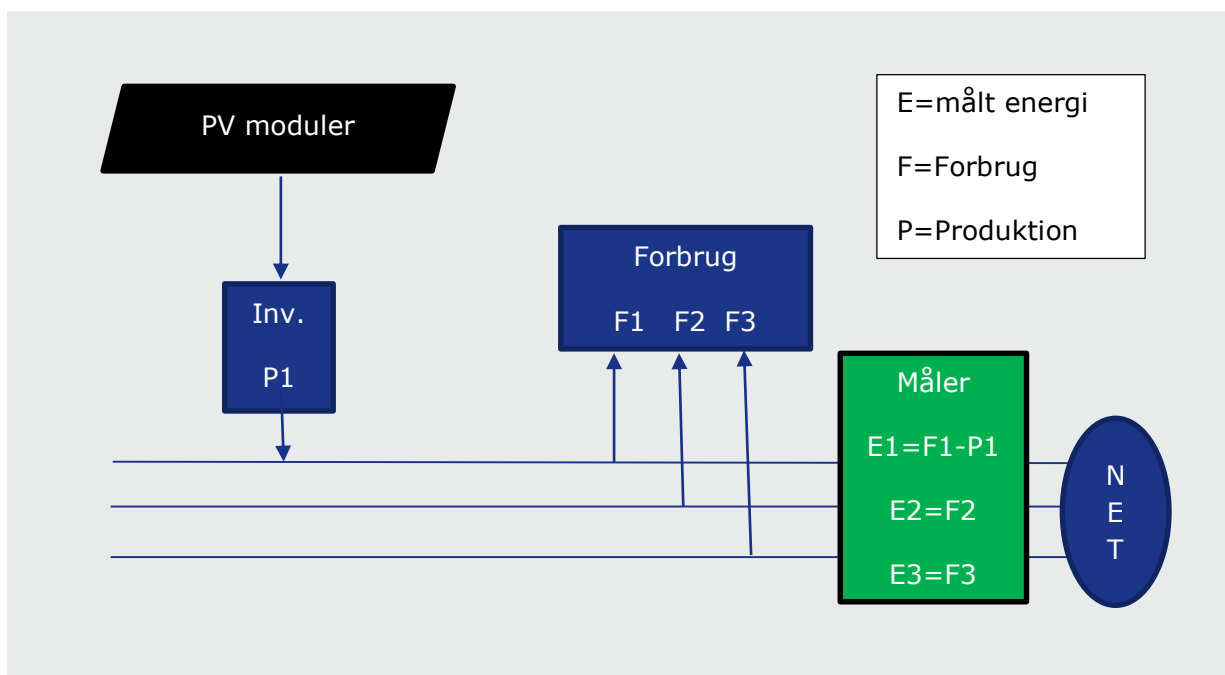 PV moduler
E=målt energi
F=Forbrug
P=Produktion
Inv.
P1
Forbrug
F1 F2 F3
Måler
E1=F1-P1
E2=F2
E3=F3
N
E
T